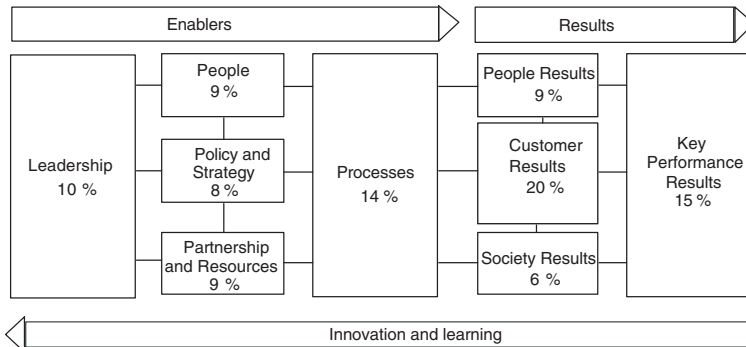 Enablers
Results
Leadership
10 %
People
9 %
Policy and
Strategy
8 %
Partnership
and Resources
9 %
Processes
14 %
People Results
9 %
Customer
Results
20 %
Society Results
6 %
Key
Performance
Results
15 %
Innovation and learning